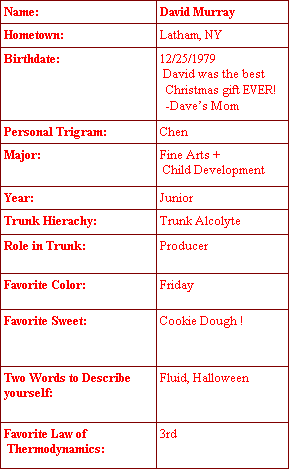 Name: David Murray
Hometown: Latham, NY
Birthdate: 12/25/1979
David was the best
Christmas gift EVER!
-Dave's Mom
Personal Trigram: Chen
Major: Fine Arts +
Child Development
Year: Junior
Trunk Hierachy: Trunk Alcolyte
Role in Trunk: Producer
Favorite Color: Friday
Favorite Sweet: Cookie Dough !
Two Words to Describe yourself: Fluid, Halloween
Favorite Law of Thermodynamics: 3rd